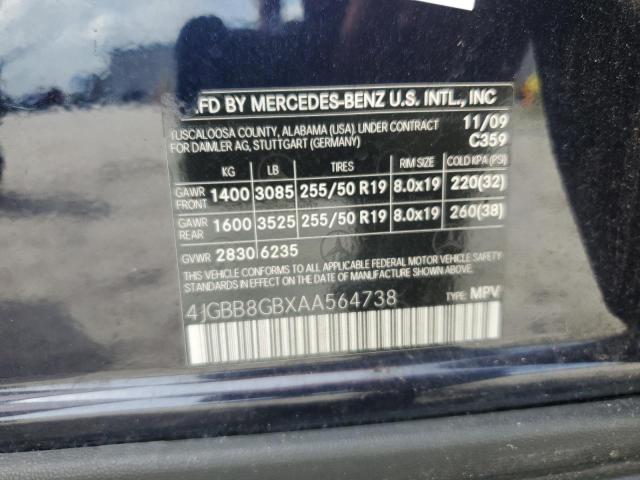 MFD BY MERCEDES-BENZ U.S. INTL., INC
TUSCALOOSA COUNTY, ALABAMA (USA). UNDER CONTRACT 11/09
FOR DAIMLER AG, STUTTGART (GERMANY) C359
KG LB TIRES RIM SIZE COLD KPA (PSI)
GAWR FRONT 1400 3085 255/50 R19 8.0x19 220(32)
GAWR REAR 1600 3525 255/50 R19 8.0x19 260(38)
GVWR 2830 6235
THIS VEHICLE CONFORMS TO ALL APPLICABLE FEDERAL MOTOR VEHICLE SAFETY
STANDARDS IN EFFECT ON THE DATE OF MANUFACTURE SHOWN ABOVE.
4JGBB8GBXAA564738 TYPE: MPV